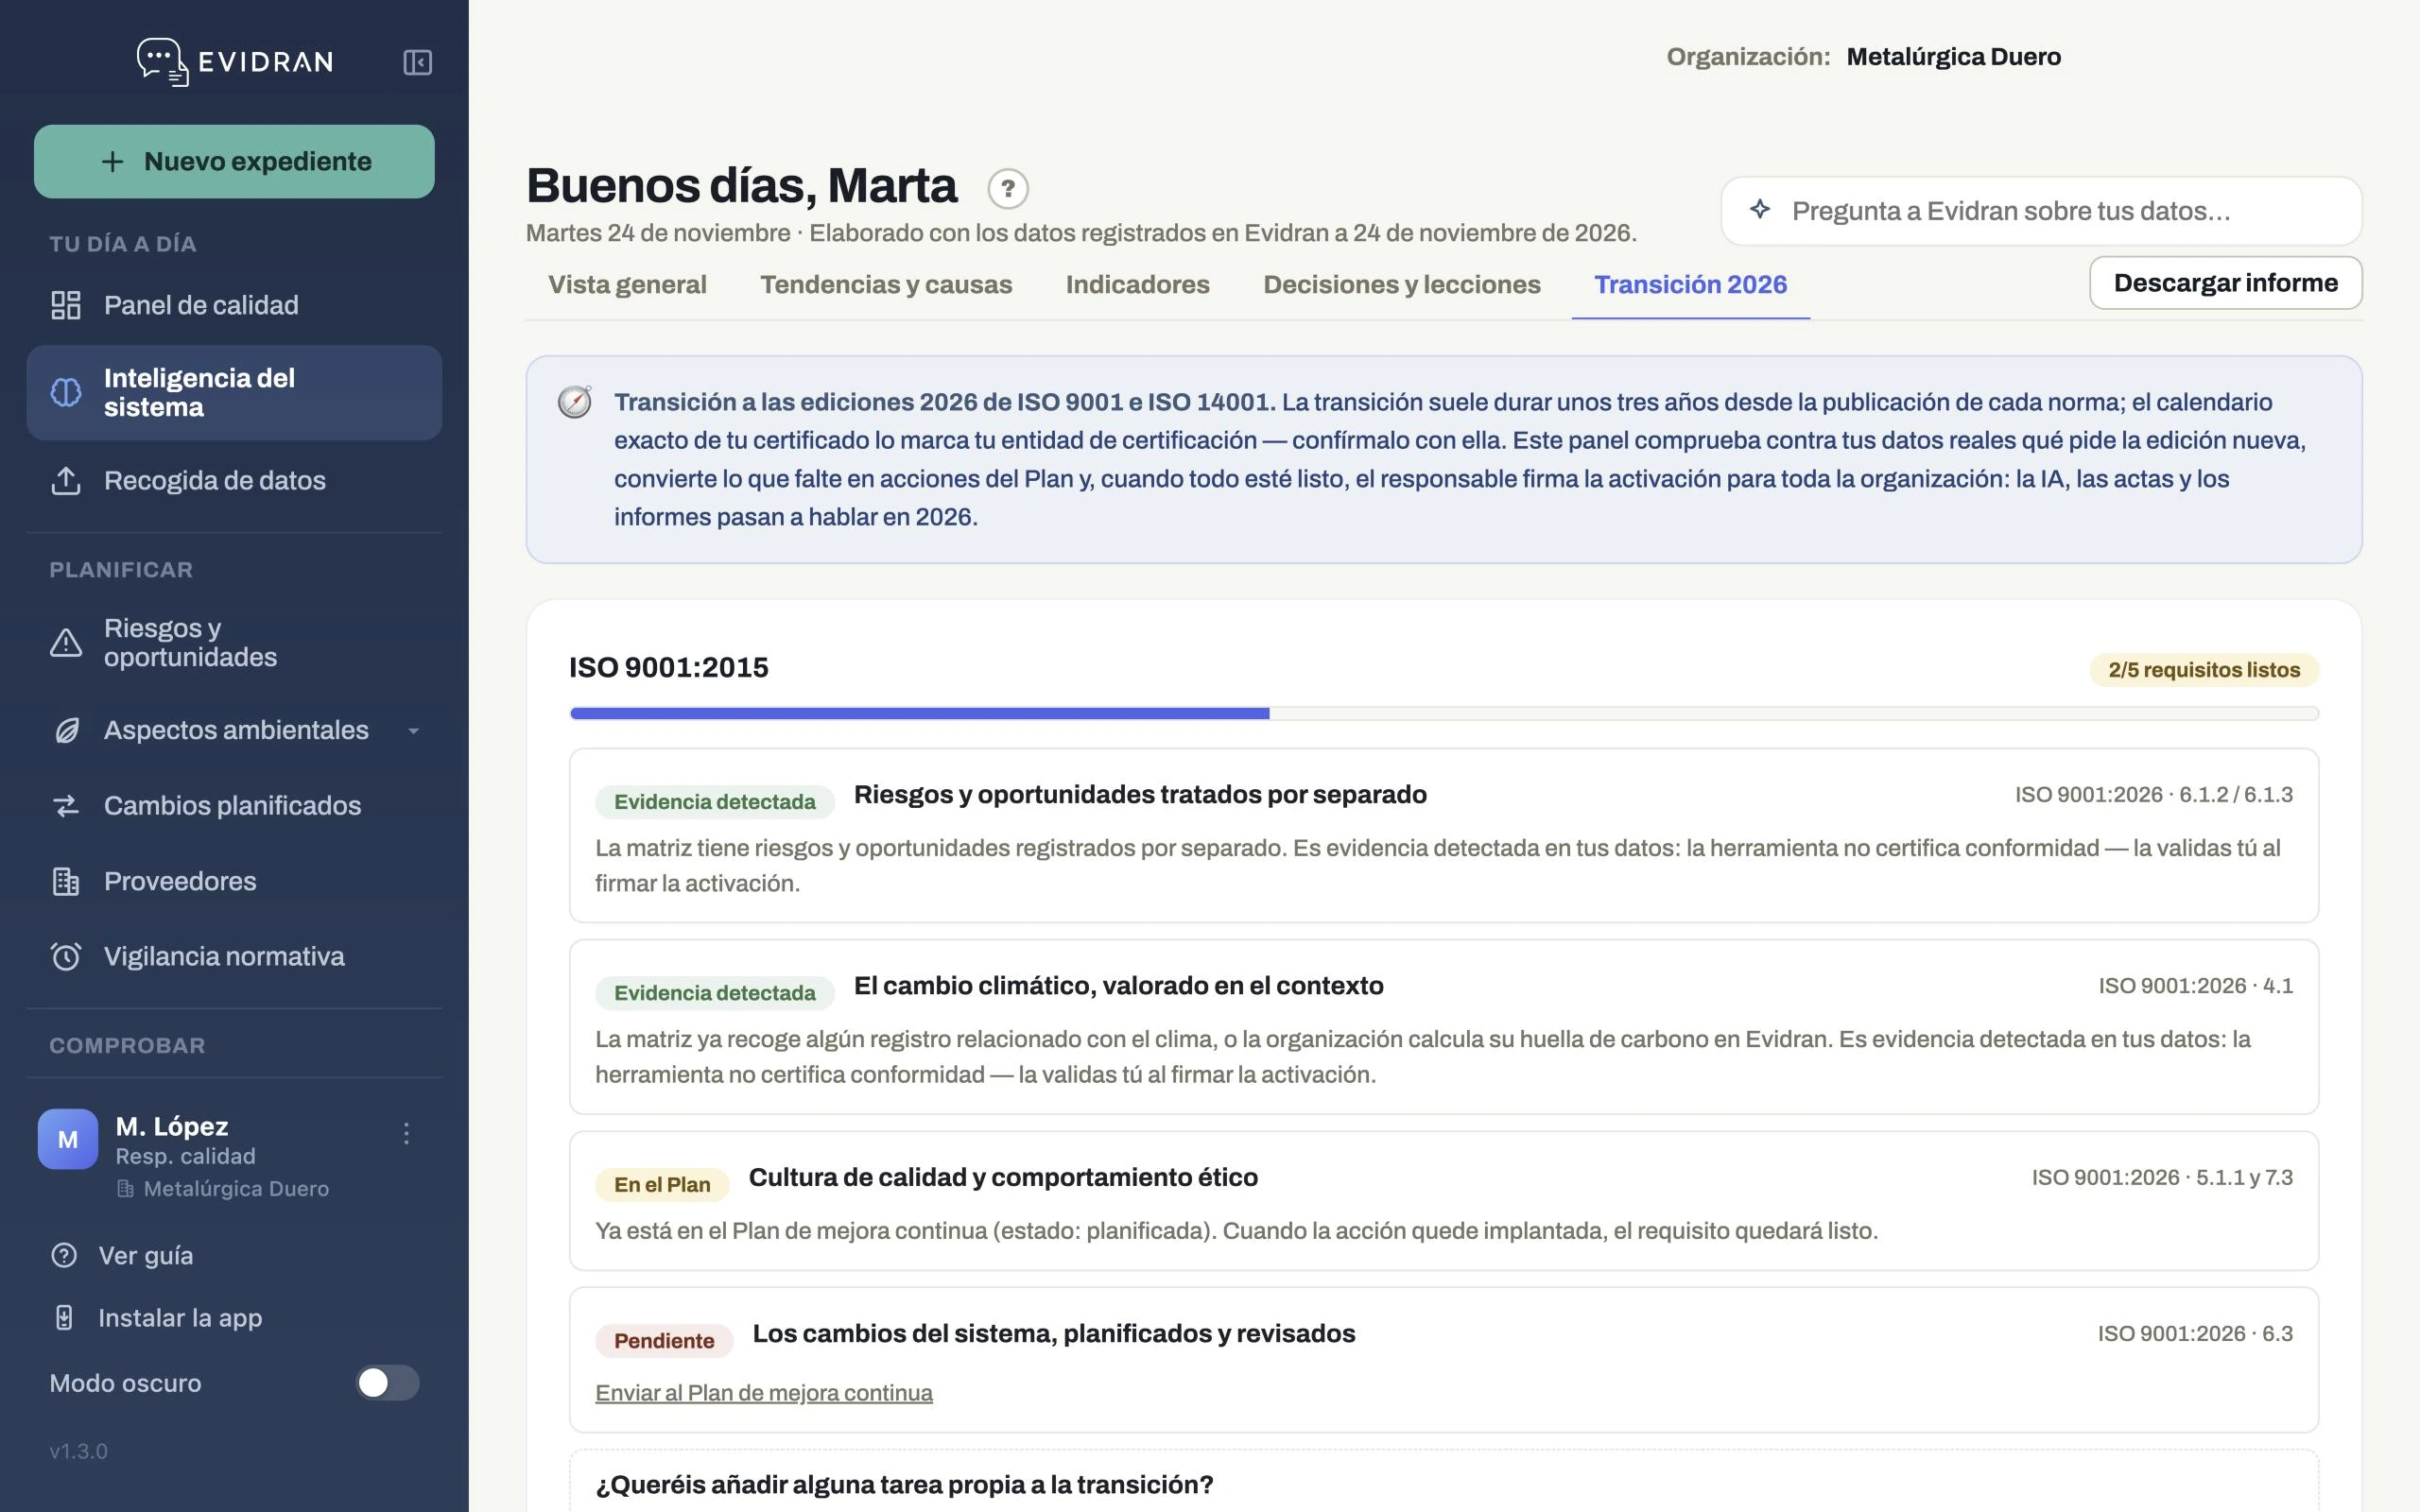 EVIDRAN
Nuevo expediente
TU DÍA A DÍA
Panel de calidad
Inteligencia del
sistema
Recogida de datos
PLANIFICAR
Riesgos y
oportunidades
Aspectos ambientales
Cambios planificados
Proveedores
Vigilancia normativa
COMPROBAR
M
M. López
Resp. calidad
Metalúrgica Duero
Ver guía
Instalar la app
Modo oscuro
v1.3.0
Organización: Metalúrgica Duero
Buenos días, Marta ?
Martes 24 de noviembre · Elaborado con los datos registrados en Evidran a 24 de noviembre de 2026.
Pregunta a Evidran sobre tus datos...
Vista general Tendencias y causas Indicadores Decisiones y lecciones Transición 2026
Descargar informe
Transición a las ediciones 2026 de ISO 9001 e ISO 14001. La transición suele durar unos tres años desde la publicación de cada norma; el calendario
exacto de tu certificado lo marca tu entidad de certificación — confírmalo con ella. Este panel comprueba contra tus datos reales qué pide la edición nueva,
convierte lo que falte en acciones del Plan y, cuando todo esté listo, el responsable firma la activación para toda la organización: la IA, las actas y los
informes pasan a hablar en 2026.
ISO 9001:2015
2/5 requisitos listos
Evidencia detectada Riesgos y oportunidades tratados por separado ISO 9001:2026 · 6.1.2 / 6.1.3
La matriz tiene riesgos y oportunidades registrados por separado. Es evidencia detectada en tus datos: la herramienta no certifica conformidad — la validas tú al
firmar la activación.
Evidencia detectada El cambio climático, valorado en el contexto ISO 9001:2026 · 4.1
La matriz ya recoge algún registro relacionado con el clima, o la organización calcula su huella de carbono en Evidran. Es evidencia detectada en tus datos: la
herramienta no certifica conformidad — la validas tú al firmar la activación.
En el Plan Cultura de calidad y comportamiento ético ISO 9001:2026 · 5.1.1 y 7.3
Ya está en el Plan de mejora continua (estado: planificada). Cuando la acción quede implantada, el requisito quedará listo.
Pendiente Los cambios del sistema, planificados y revisados ISO 9001:2026 · 6.3
Enviar al Plan de mejora continua
¿Queréis añadir alguna tarea propia a la transición?